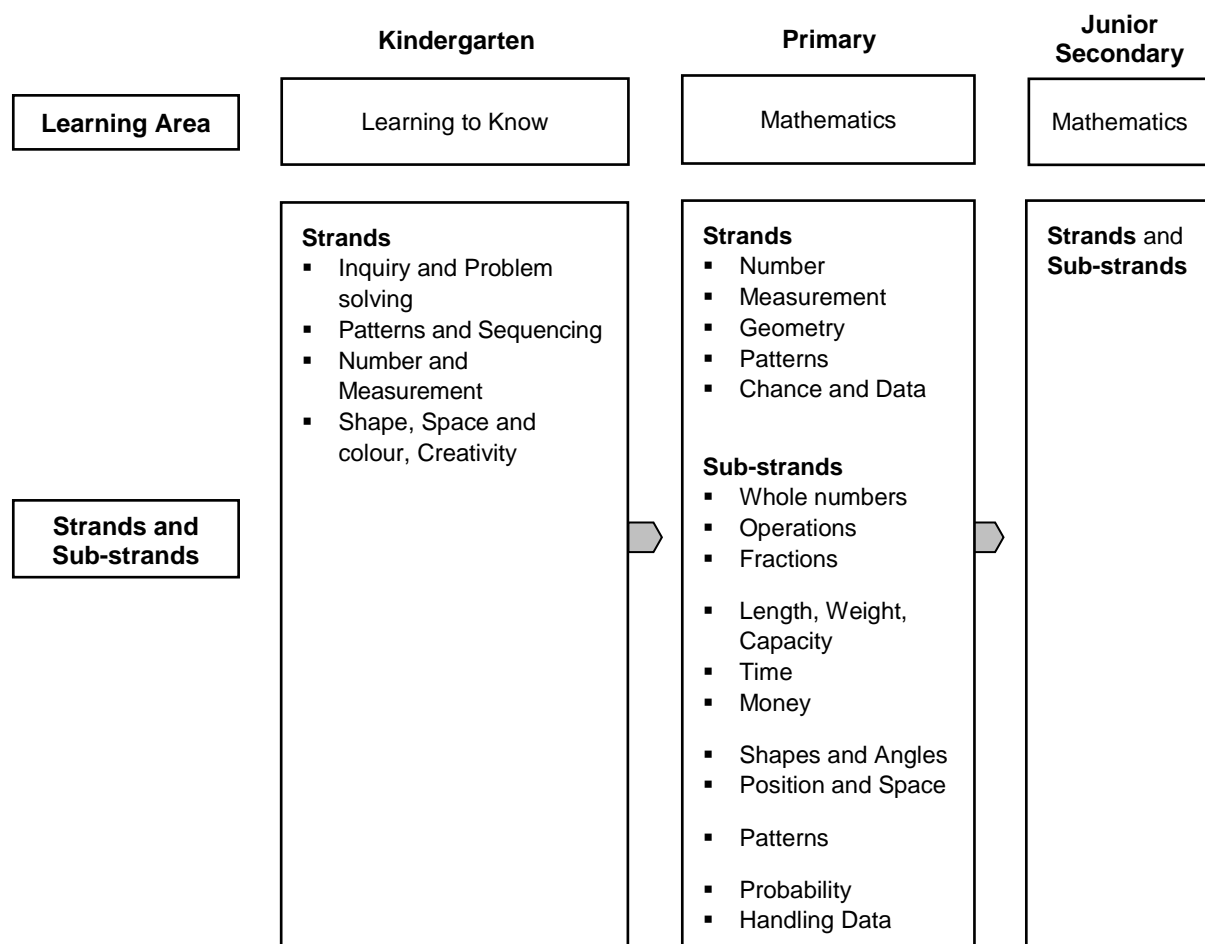 Kindergarten
Primary
Junior
Secondary
Learning Area
Learning to Know
Mathematics
Mathematics
Strands and
Sub-strands
Strands
▪ Inquiry and Problem
solving
▪ Patterns and Sequencing
▪ Number and
Measurement
▪ Shape, Space and
colour, Creativity
Strands
▪ Number
▪ Measurement
▪ Geometry
▪ Patterns
▪ Chance and Data
Sub-strands
▪ Whole numbers
▪ Operations
▪ Fractions
▪ Length, Weight,
Capacity
▪ Time
▪ Money
▪ Shapes and Angles
▪ Position and Space
▪ Patterns
▪ Probability
▪ Handling Data
Strands and
Sub-strands